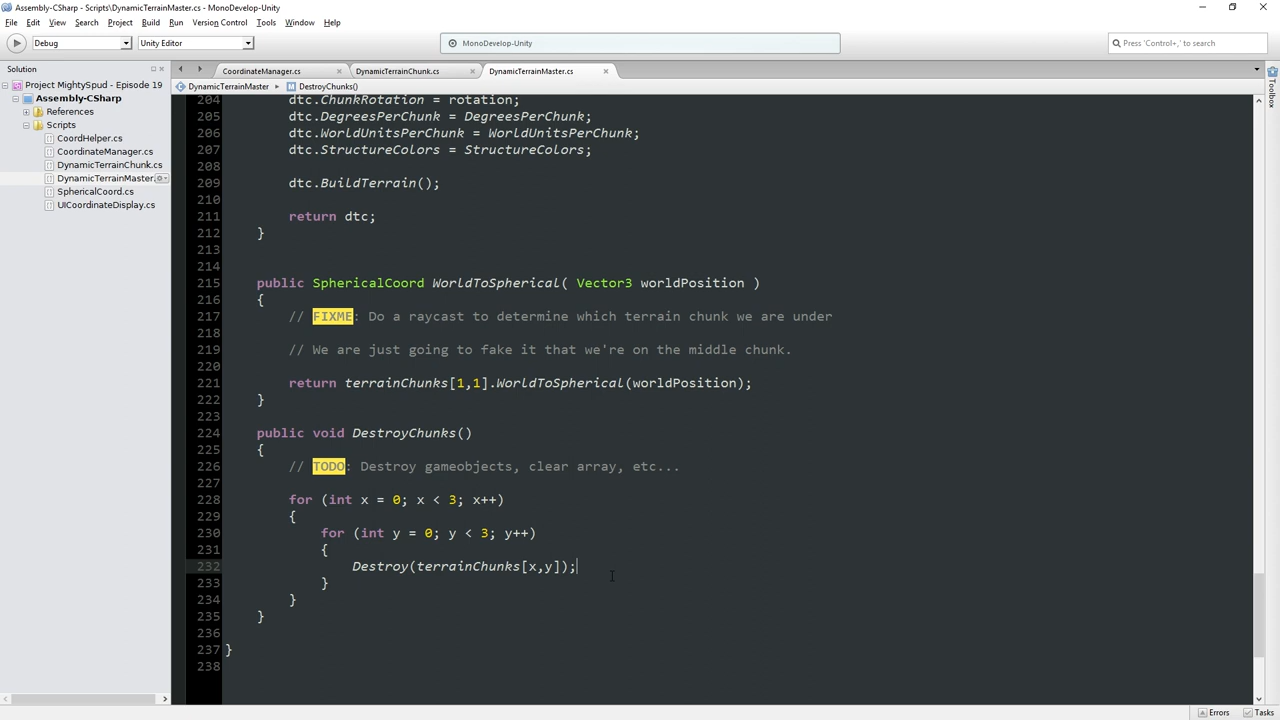 Assembly-CSharp - Scripts\DynamicTerrainMaster.cs - MonoDevelop-Unity
File Edit View Search Project Build Run Version Control Tools Window Help
Debug Unity Editor MonoDevelop-Unity Press 'Control+,' to search
Solution
CoordinateManager.cs DynamicTerrainChunk.cs DynamicTerrainMaster.cs
Project MightySpud - Episode 19
DynamicTerrainMaster DestroyChunks()
Assembly-CSharp
References
Scripts
CoordHelper.cs
CoordinateManager.cs
DynamicTerrainChunk.cs
DynamicTerrainMaster.
SphericalCoord.cs
UICoordinateDisplay.cs
Toolbox
204 dtc.ChunkRotation = rotation;
205 dtc.DegreesPerChunk = DegreesPerChunk;
206 dtc.WorldUnitsPerChunk = WorldUnitsPerChunk;
207 dtc.StructureColors = StructureColors;
208
209 dtc.BuildTerrain();
210
211 return dtc;
212 }
213
214
215 public SphericalCoord WorldToSpherical( Vector3 worldPosition )
216 {
217 // FIXME: Do a raycast to determine which terrain chunk we are under
218
219 // We are just going to fake it that we're on the middle chunk.
220
221 return terrainChunks[1,1].WorldToSpherical(worldPosition);
222 }
223
224 public void DestroyChunks()
225 {
226 // TODO: Destroy gameobjects, clear array, etc...
227
228 for (int x = 0; x < 3; x++)
229 {
230 for (int y = 0; y < 3; y++)
231 {
232 Destroy(terrainChunks[x,y]);
233 }
234 }
235 }
236
237 }
238
Errors Tasks